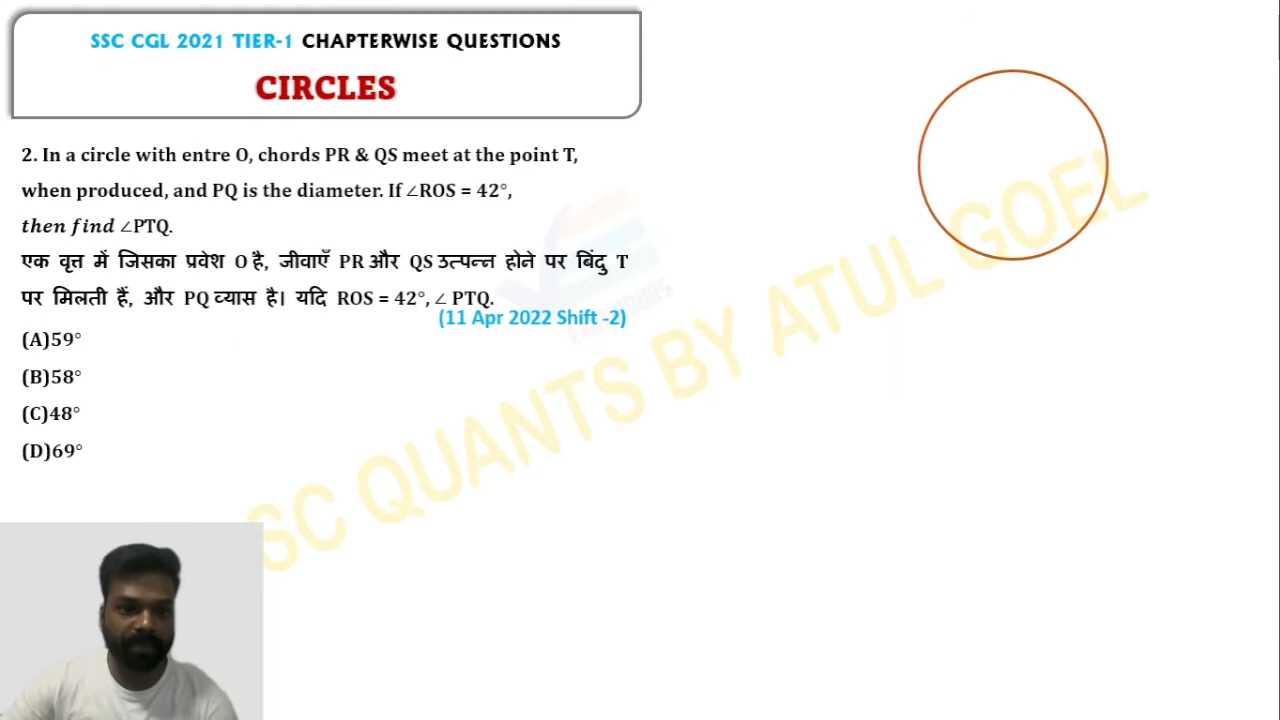 SSC CGL 2021 TIER-1 CHAPTERWISE QUESTIONS
CIRCLES
2. In a circle with entre O, chords PR & QS meet at the point T,
when produced, and PQ is the diameter. If ∠ROS = 42°,
then find ∠PTQ.
एक वृत्त में जिसका प्रवेश O है, जीवाएँ PR और QS उत्पन्न होने पर बिंदु T
पर मिलती हैं, और PQ व्यास है। यदि ROS = 42°, ∠ PTQ.
(11 Apr 2022 Shift -2)
(A)59°
(B)58°
(C)48°
(D)69°
SC QUANTS BY ATUL GOEL